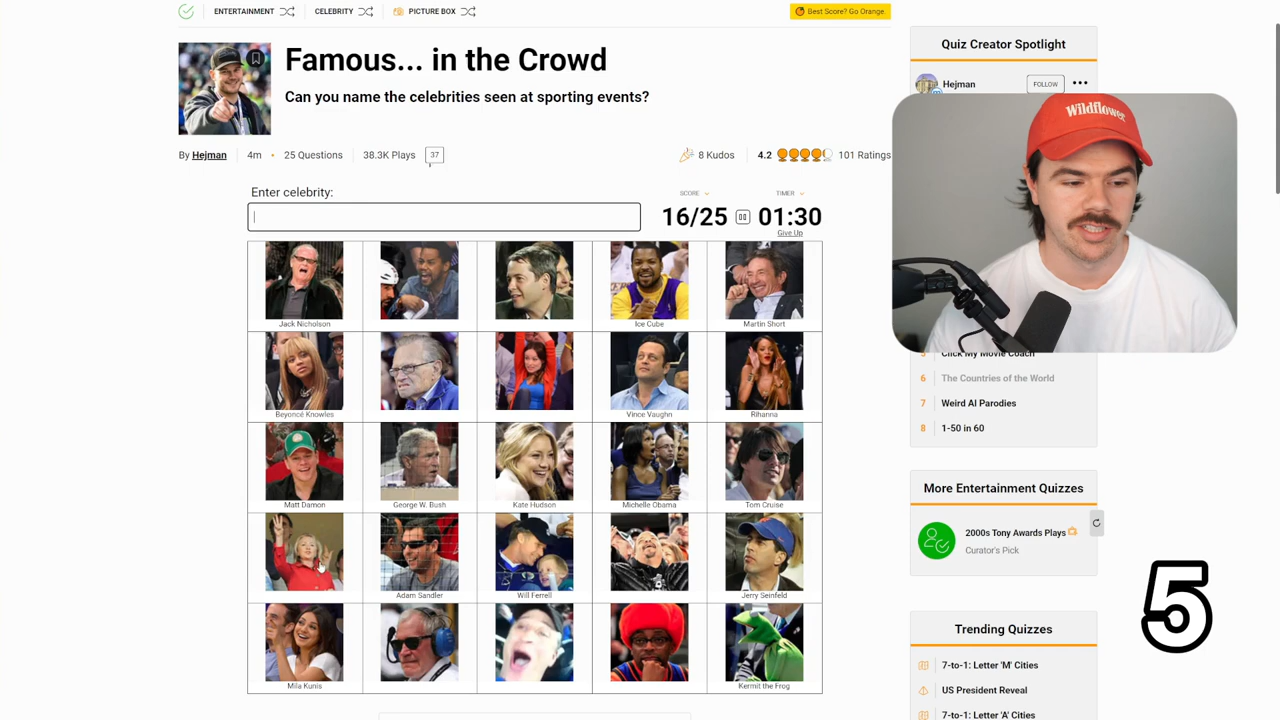 ENTERTAINMENT
CELEBRITY
PICTURE BOX
Best Score? Go Orange.
Famous... in the Crowd
Can you name the celebrities seen at sporting events?
By Hejman
4m • 25 Questions
38.3K Plays
37
8 Kudos
4.2
101 Ratings
Enter celebrity:
SCORE
16/25
TIMER
01:30
Give Up
Jack Nicholson
Ice Cube
Martin Short
Beyoncé Knowles
Vince Vaughn
Rihanna
Matt Damon
George W. Bush
Kate Hudson
Michelle Obama
Tom Cruise
Adam Sandler
Will Ferrell
Jerry Seinfeld
Mila Kunis
Kermit the Frog
Quiz Creator Spotlight
Hejman
FOLLOW
Wildflower
5 Click My Movie Coach
6 The Countries of the World
7 Weird Al Parodies
8 1-50 in 60
More Entertainment Quizzes
2000s Tony Awards Plays
Curator's Pick
5
Trending Quizzes
7-to-1: Letter 'M' Cities
US President Reveal
7-to-1: Letter 'A' Cities